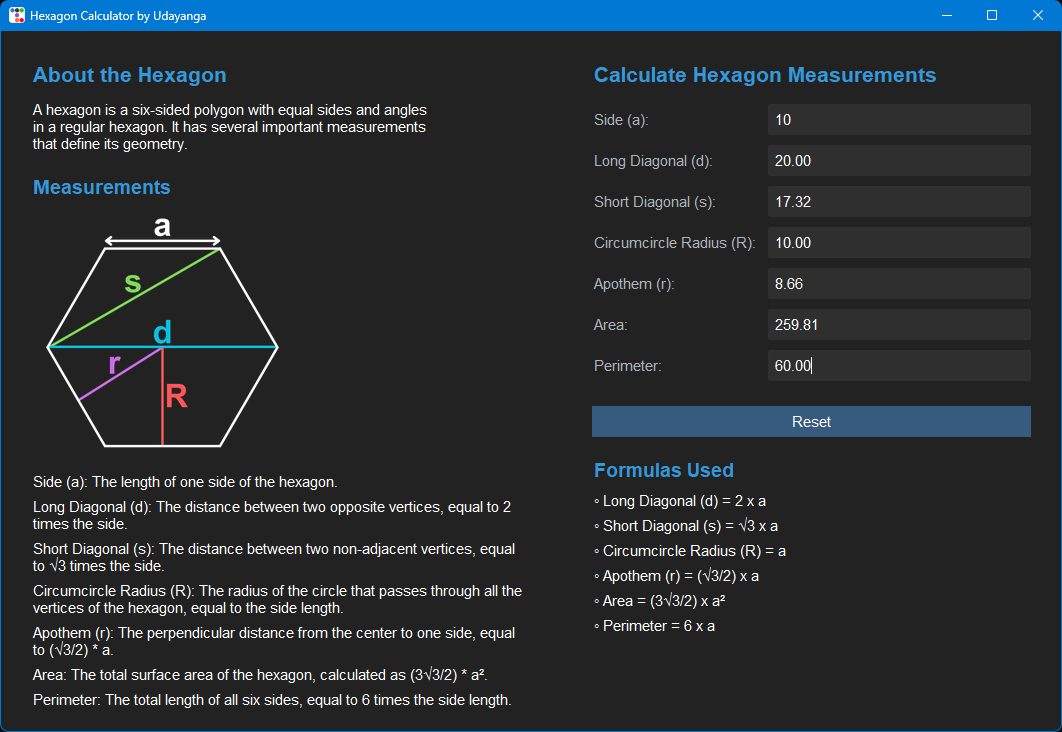 Hexagon Calculator by Udayanga
About the Hexagon
A hexagon is a six-sided polygon with equal sides and angles
in a regular hexagon. It has several important measurements
that define its geometry.
Measurements
a
s
d
r
R
Side (a): The length of one side of the hexagon.
Long Diagonal (d): The distance between two opposite vertices, equal to 2
times the side.
Short Diagonal (s): The distance between two non-adjacent vertices, equal
to √3 times the side.
Circumcircle Radius (R): The radius of the circle that passes through all the
vertices of the hexagon, equal to the side length.
Apothem (r): The perpendicular distance from the center to one side, equal
to (√3/2) * a.
Area: The total surface area of the hexagon, calculated as (3√3/2) * a².
Perimeter: The total length of all six sides, equal to 6 times the side length.
Calculate Hexagon Measurements
Side (a): 10
Long Diagonal (d): 20.00
Short Diagonal (s): 17.32
Circumcircle Radius (R): 10.00
Apothem (r): 8.66
Area: 259.81
Perimeter: 60.00
Reset
Formulas Used
◦ Long Diagonal (d) = 2 x a
◦ Short Diagonal (s) = √3 x a
◦ Circumcircle Radius (R) = a
◦ Apothem (r) = (√3/2) x a
◦ Area = (3√3/2) x a²
◦ Perimeter = 6 x a